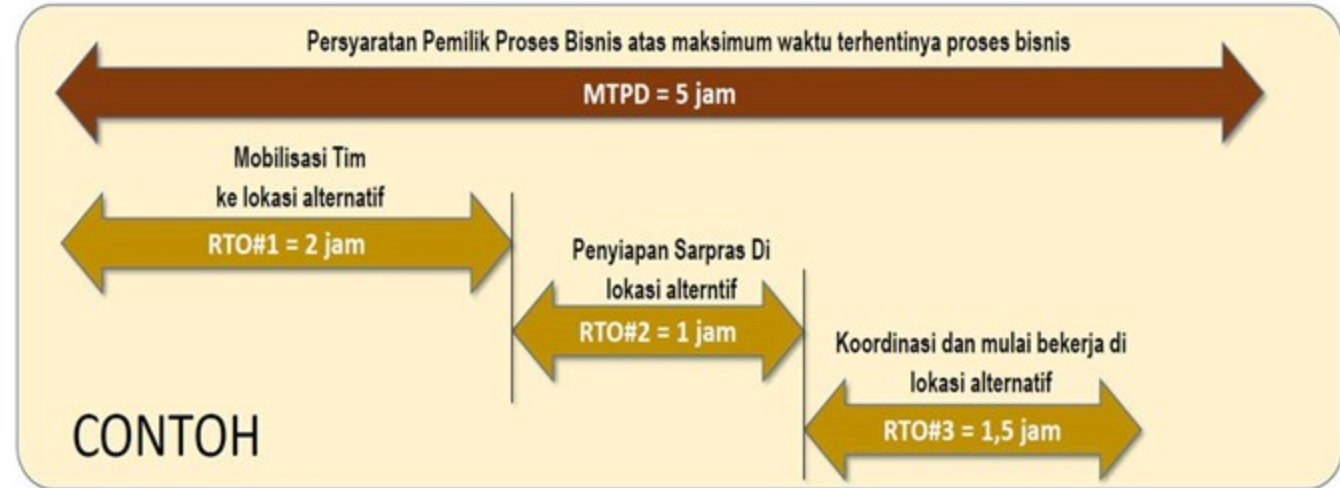 Persyaratan Pemilik Proses Bisnis atas maksimum waktu terhentinya proses bisnis
MTPD = 5 jam
Mobilisasi Tim
ke lokasi alternatif
RTO#1 = 2 jam
Penyiapan Sarpras Di
lokasi alterntif
RTO#2 = 1 jam
Koordinasi dan mulai bekerja di
lokasi alternatif
RTO#3 = 1,5 jam
CONTOH